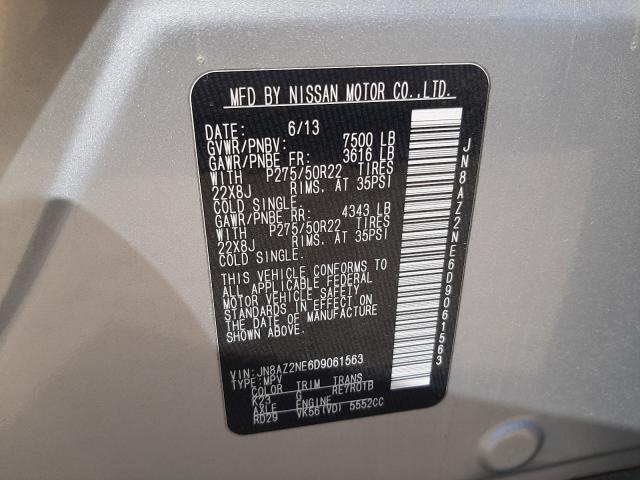 MFD BY NISSAN MOTOR CO.,LTD.
DATE: 6/13
GVWR/PNBV: 7500 LB
GAWR/PNBE FR: 3616 LB
WITH P275/50R22 TIRES
22X8J RIMS. AT 35PSI
COLD SINGLE.
GAWR/PNBE RR: 4343 LB
WITH P275/50R22 TIRES
22X8J RIMS. AT 35PSI
COLD SINGLE.
THIS VEHICLE CONFORMS TO
ALL APPLICABLE FEDERAL
MOTOR VEHICLE SAFETY
STANDARDS IN EFFECT ON
THE DATE OF MANUFACTURE
SHOWN ABOVE.
VIN: JN8AZ2NE6D9061563
TYPE: MPV
COLOR TRIM TRANS
K23 G RE7R01B
AXLE ENGINE
RD29 VK56(VD) 5552CC
JN8AZ2NE6D9061563